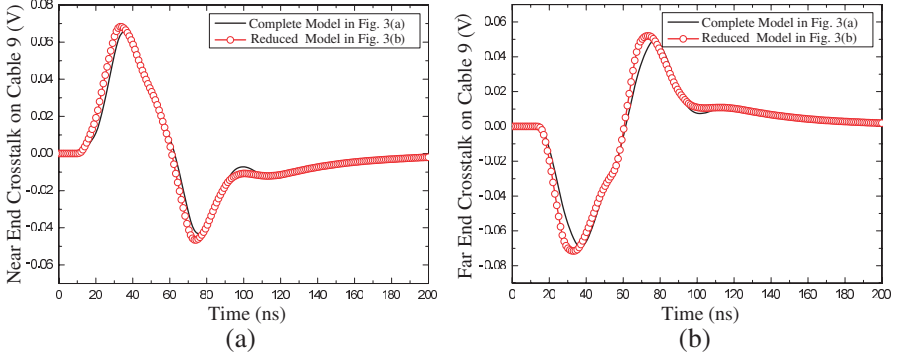 Near End Crosstalk on Cable 9 (V)
0.08
0.06
0.04
0.02
0.00
-0.02
-0.04
-0.06
Complete Model in Fig. 3(a)
Reduced Model in Fig. 3(b)
0 20 40 60 80 100 120 140 160 180 200
Time (ns)
(a)
Far End Crosstalk on Cable 9 (V)
0.06
0.04
0.02
0.00
-0.02
-0.04
-0.06
-0.08
Complete Model in Fig. 3(a)
Reduced Model in Fig. 3(b)
0 20 40 60 80 100 120 140 160 180 200
Time (ns)
(b)